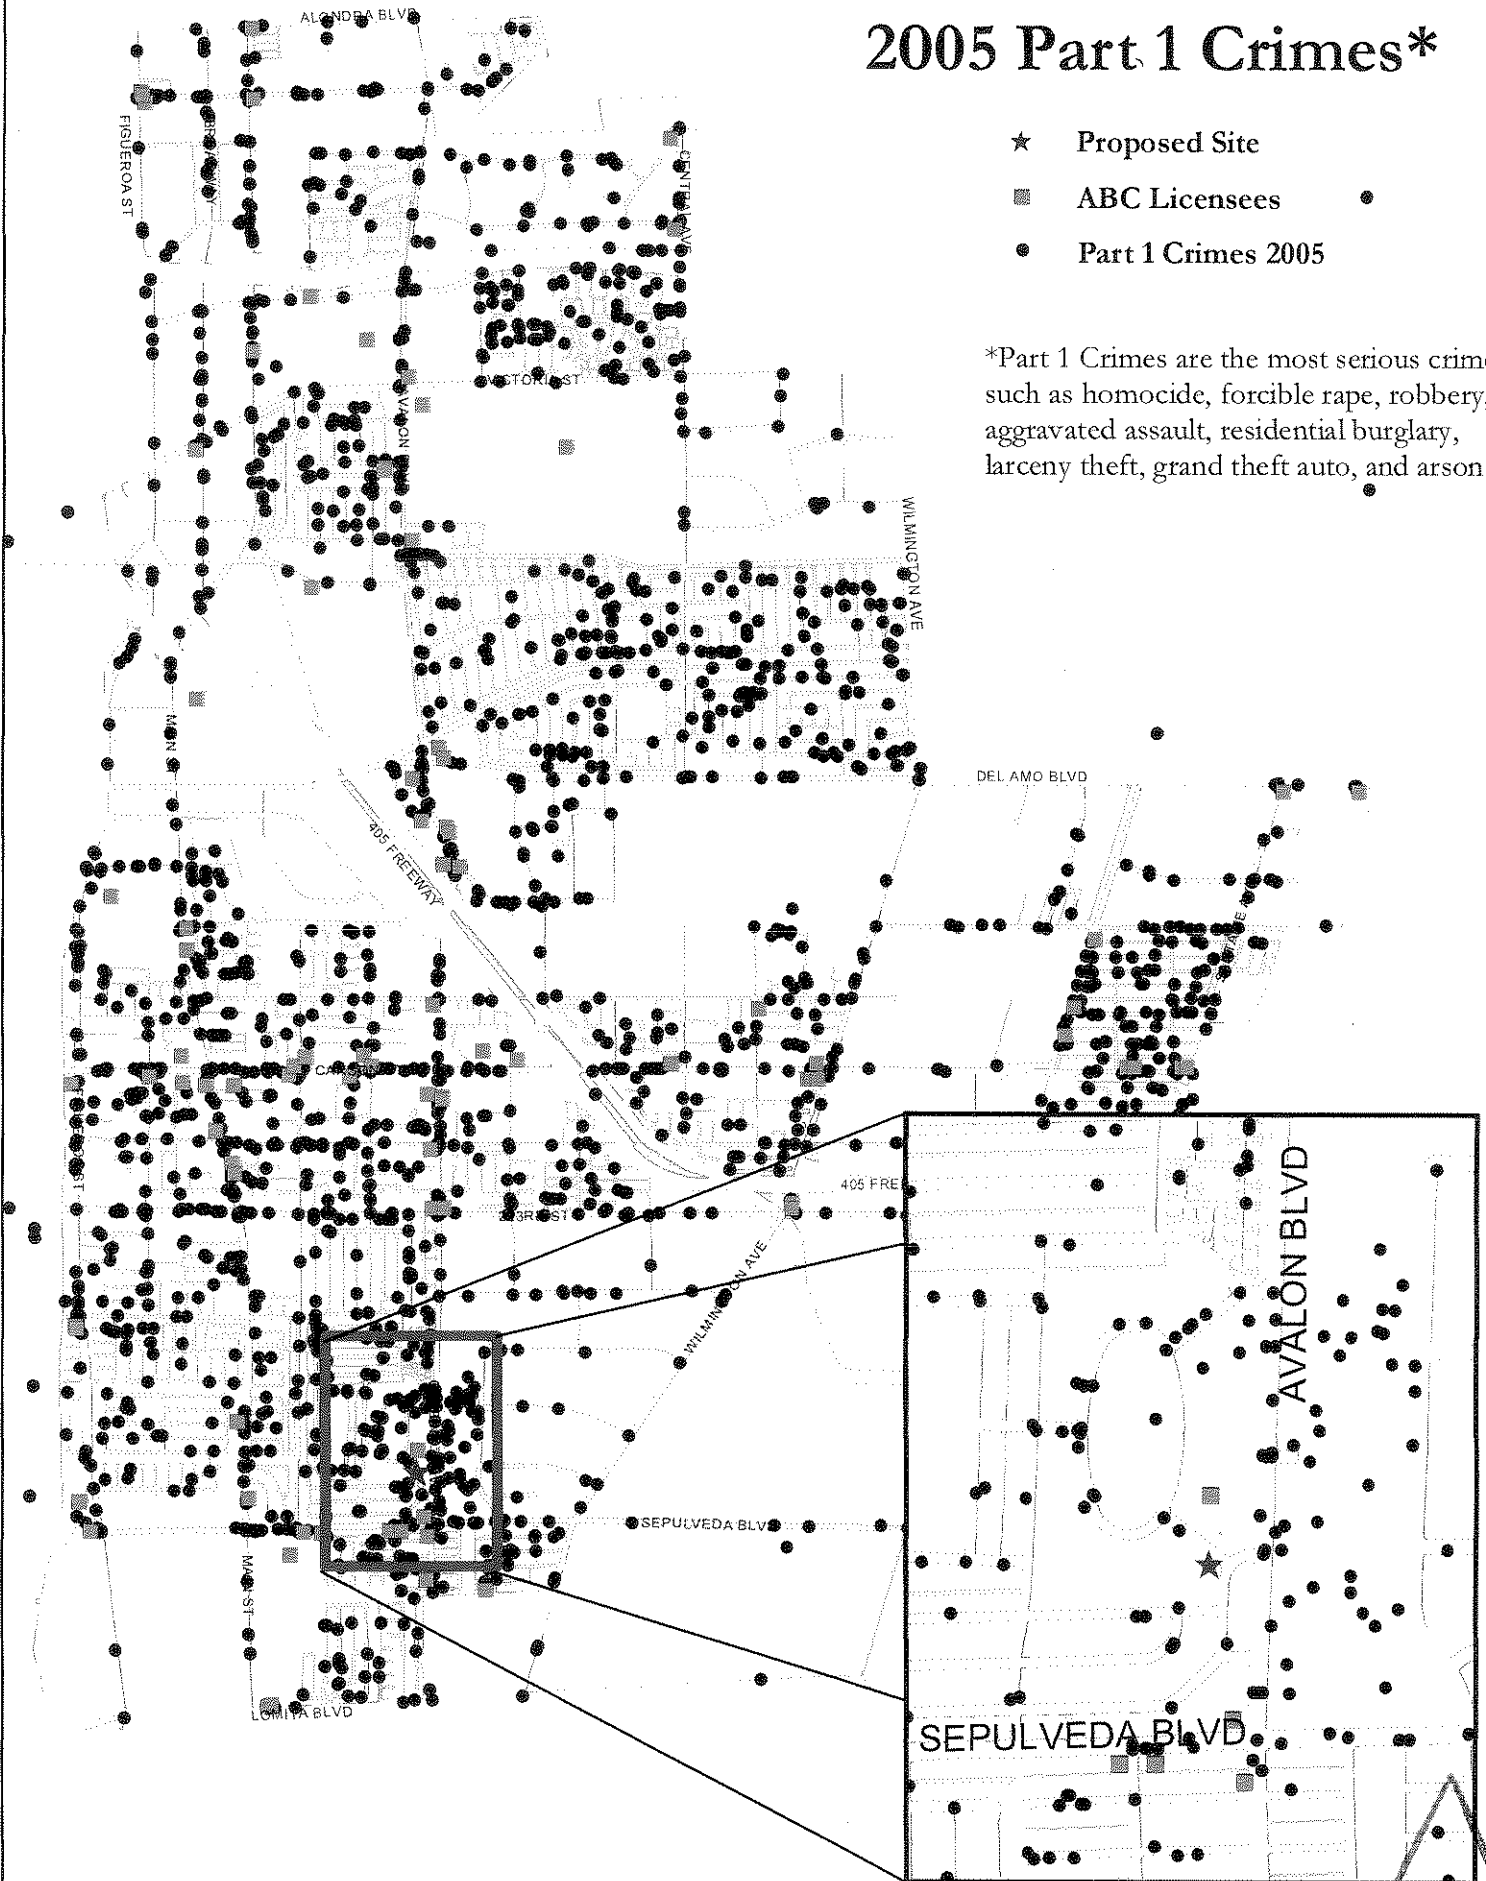 ALONDRA BLVD
2005 Part 1 Crimes*
Proposed Site
ABC Licensees
Part 1 Crimes 2005
FIGUEROA ST
CENTRAL AVE
*Part 1 Crimes are the most serious crime
such as homocide, forcible rape, robbery,
aggravated assault, residential burglary,
larceny theft, grand theft auto, and arson
VICTORIA ST
WILMINGTON AVE
DEL AMO BLVD
405 FREEWAY
405 FRE
WILMINGTON AVE
AVALON BLVD
SEPULVEDA BLVD
MAIN ST
LOMITA BLVD
SEPULVEDA BLVD